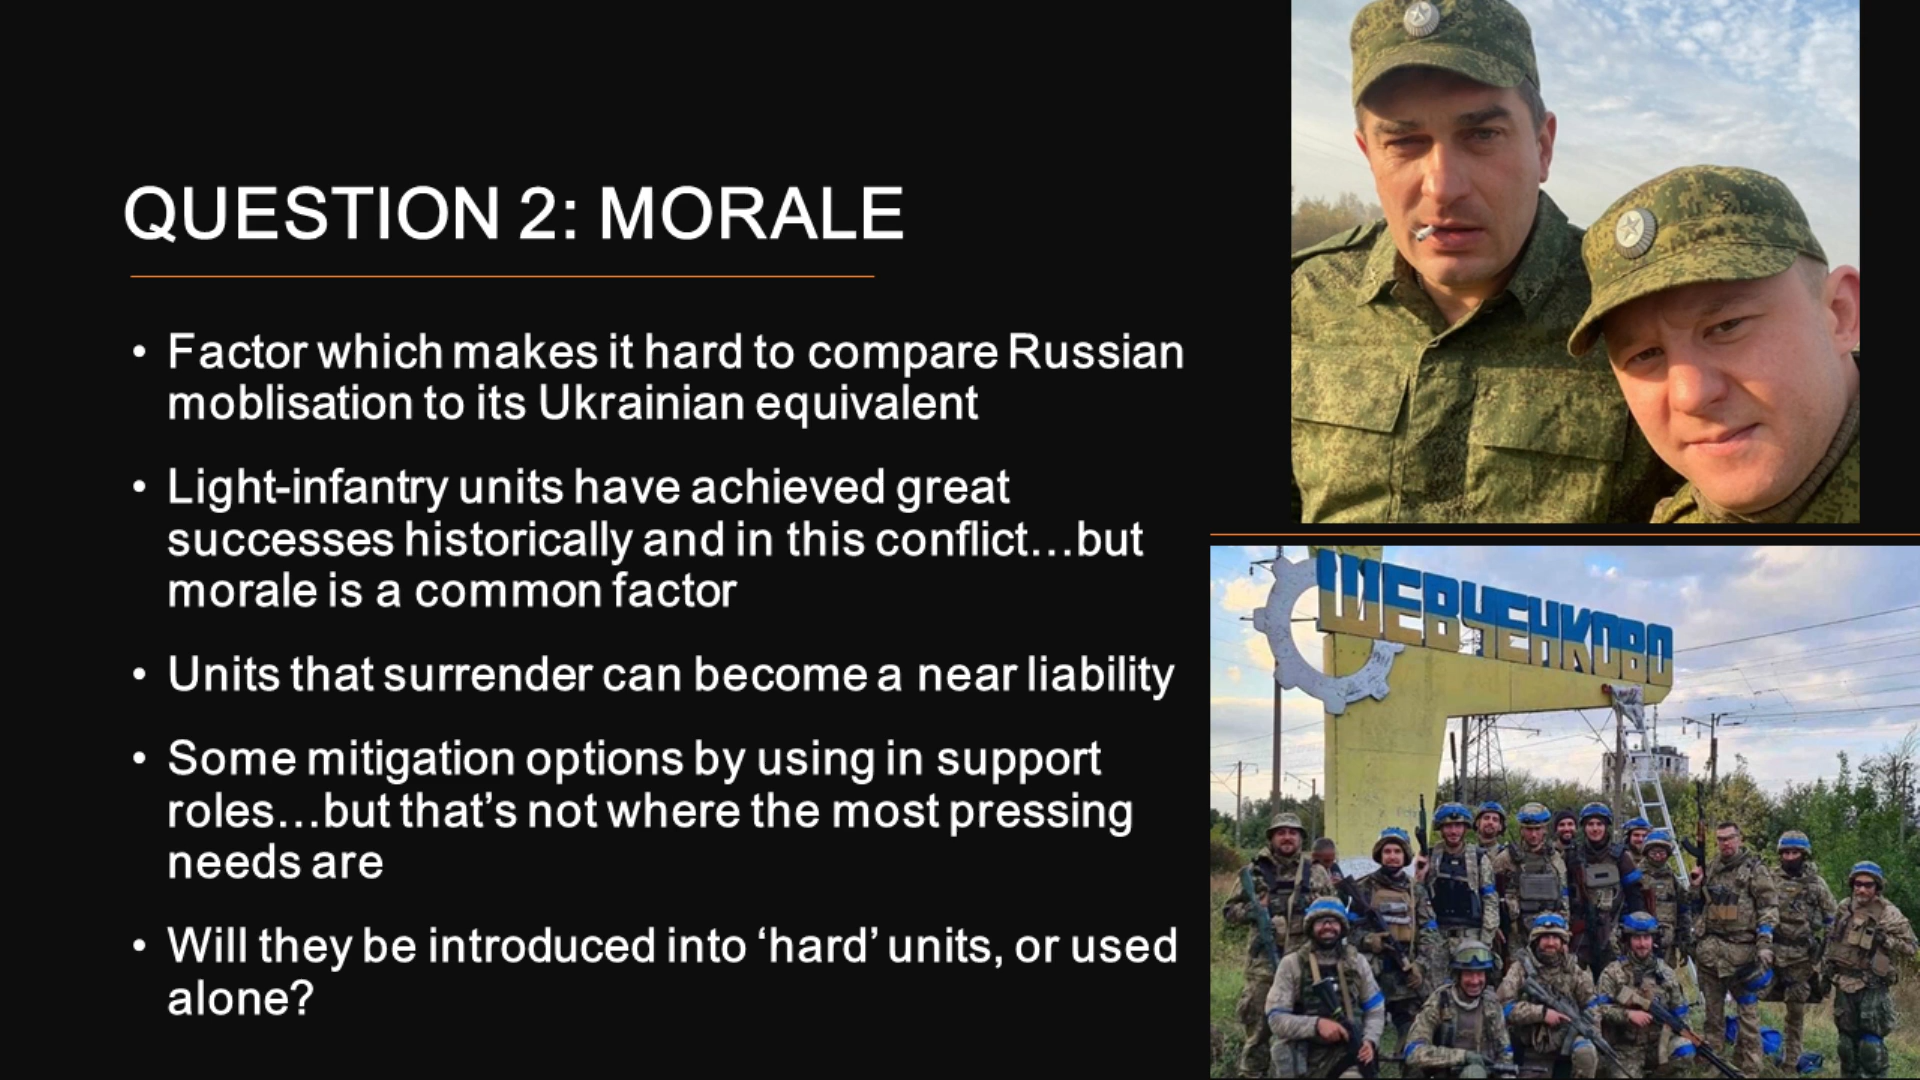 QUESTION 2: MORALE
• Factor which makes it hard to compare Russian
moblisation to its Ukrainian equivalent
• Light-infantry units have achieved great
successes historically and in this conflict…but
morale is a common factor
• Units that surrender can become a near liability
• Some mitigation options by using in support
roles…but that’s not where the most pressing
needs are
• Will they be introduced into ‘hard’ units, or used
alone?
ШЕВЧЕНКОВО